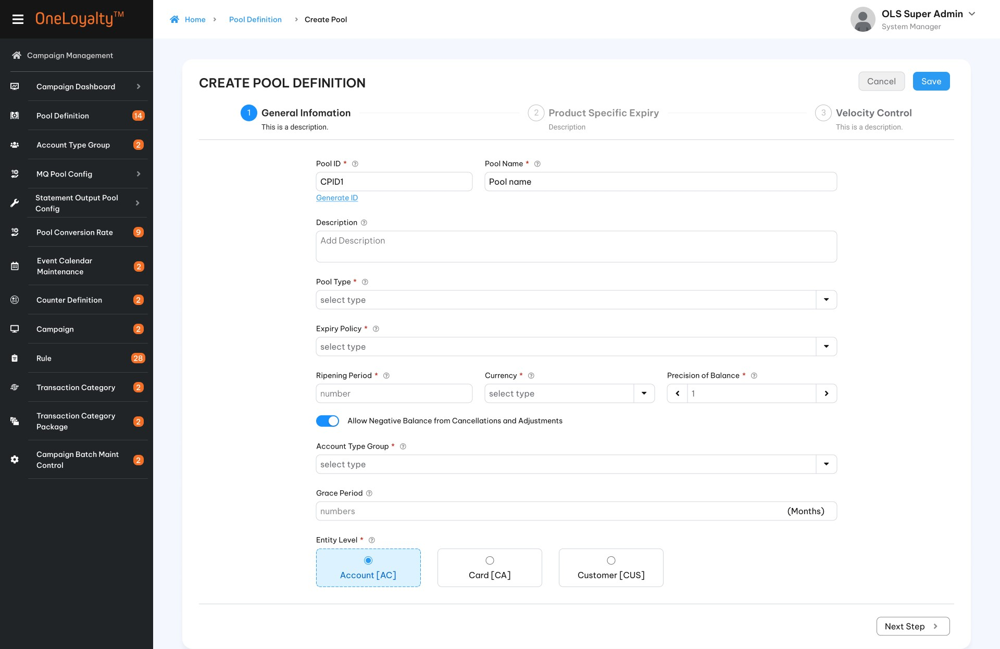 OneLoyalty™
Home
Pool Definition
Create Pool
OLS Super Admin
System Manager
Campaign Management
Campaign Dashboard
Pool Definition 14
Account Type Group 2
MQ Pool Config
Statement Output Pool
Config
Pool Conversion Rate 9
Event Calendar
Maintenance 2
Counter Definition 2
Campaign 2
Rule 28
Transaction Category 2
Transaction Category
Package 2
Campaign Batch Maint
Control 2
CREATE POOL DEFINITION
Cancel
Save
1 General Infomation
This is a description.
2 Product Specific Expiry
Description
3 Velocity Control
This is a description.
Pool ID * ?
CPID1
Generate ID
Pool Name * ?
Pool name
Description ?
Add Description
Pool Type * ?
select type
Expiry Policy * ?
select type
Ripening Period * ?
number
Currency * ?
select type
Precision of Balance * ?
1
Allow Negative Balance from Cancellations and Adjustments
Account Type Group * ?
select type
Grace Period ?
numbers (Months)
Entity Level * ?
Account [AC]
Card [CA]
Customer [CUS]
Next Step